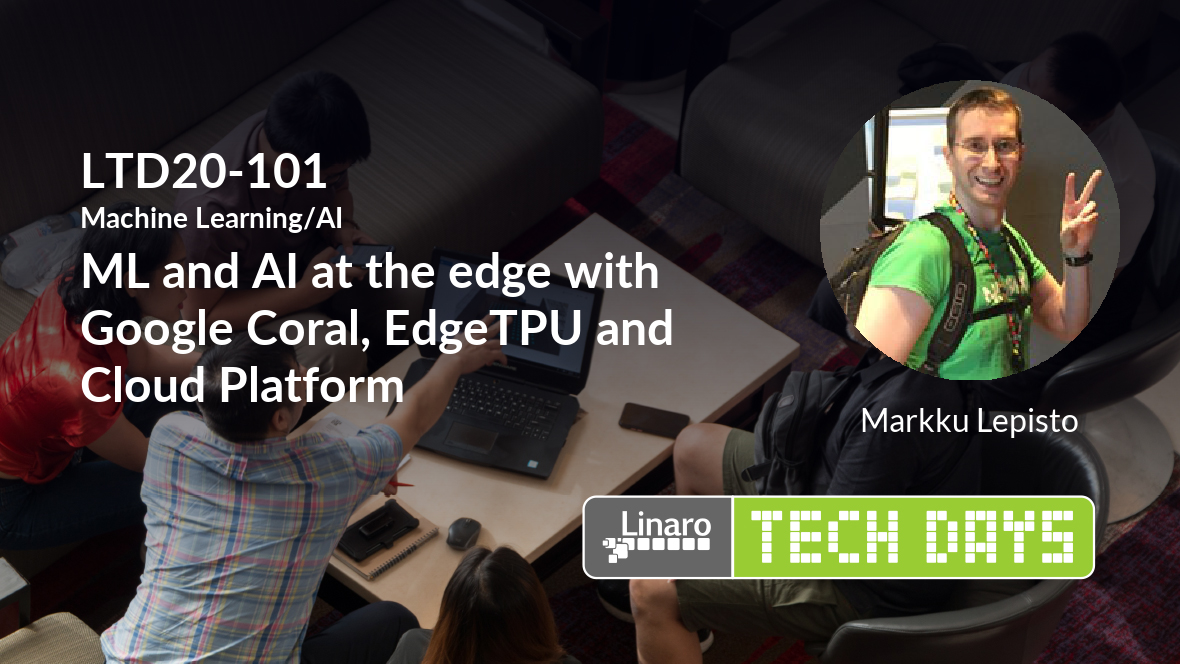 LTD20-101
Machine Learning/AI
ML and AI at the edge with
Google Coral, EdgeTPU and
Cloud Platform
Markku Lepisto
Linaro
TECH DAYS